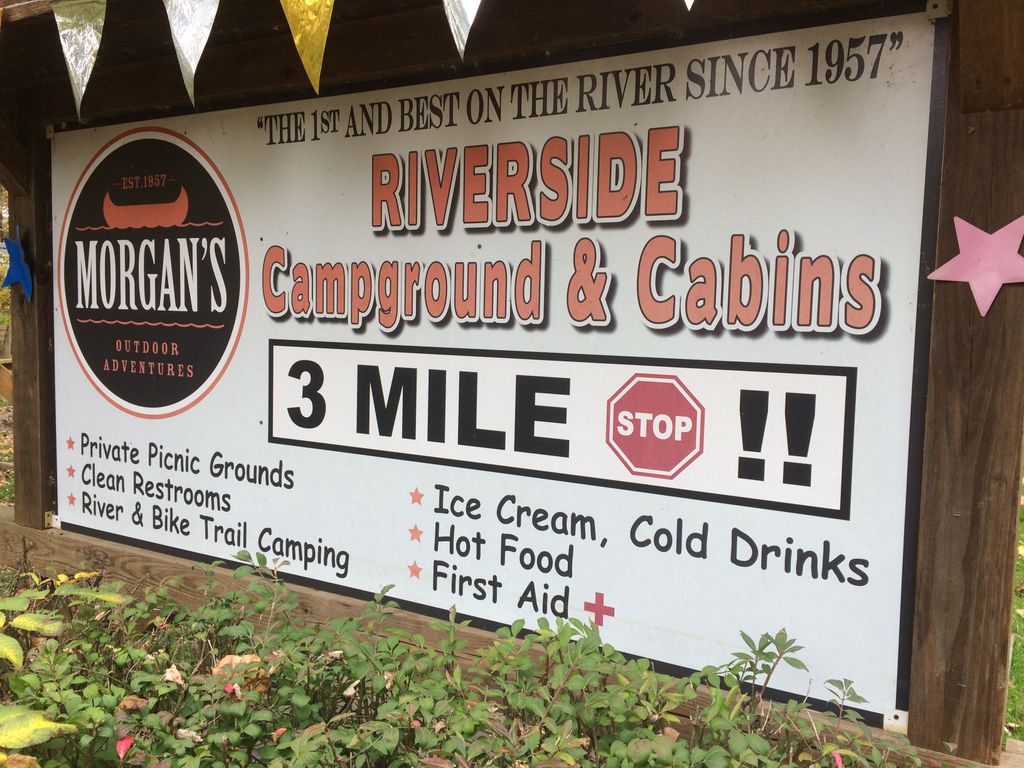 “THE 1ST AND BEST ON THE RIVER SINCE 1957”
EST.1957
MORGAN'S
OUTDOOR
ADVENTURES
RIVERSIDE
Campground & Cabins
3 MILE STOP !!
Private Picnic Grounds
Clean Restrooms
River & Bike Trail Camping
Ice Cream, Cold Drinks
Hot Food
First Aid